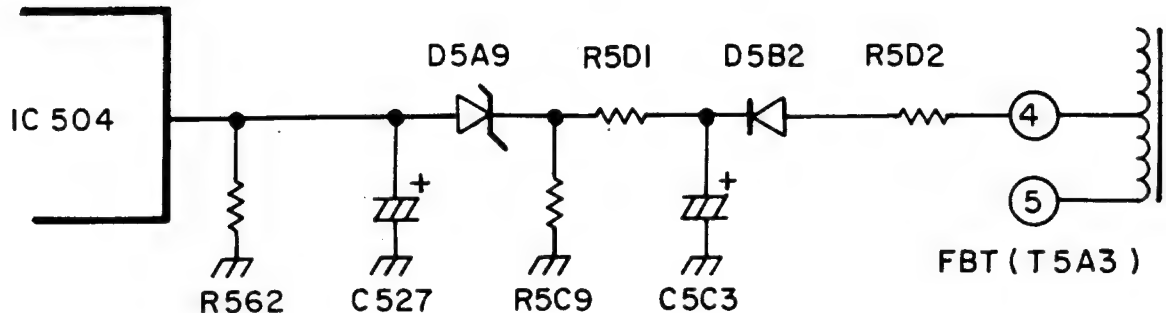 D5A9 R5D1 D5B2 R5D2
IC 504
4
+ +
5
FBT ( T5A3 )
R562 C527 R5C9 C5C3